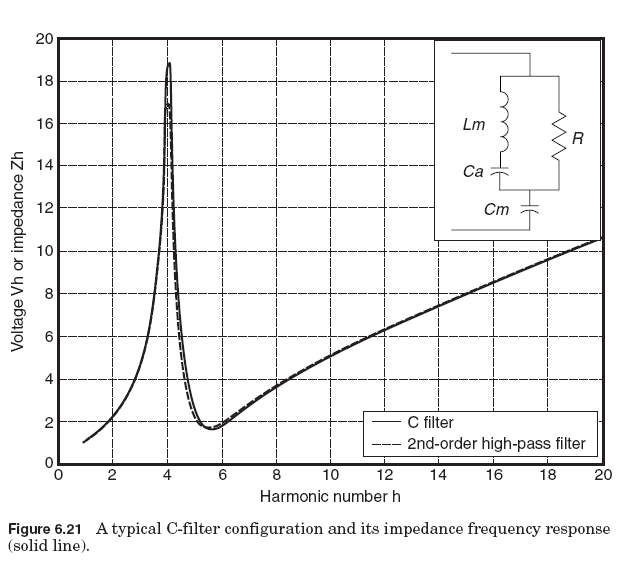 20
18
16
14
12
10
8
6
4
2
0
Voltage Vh or impedance Zh
Lm
R
Ca
Cm
C filter
2nd-order high-pass filter
0 2 4 6 8 10 12 14 16 18 20
Harmonic number h
Figure 6.21 A typical C-filter configuration and its impedance frequency response
(solid line).